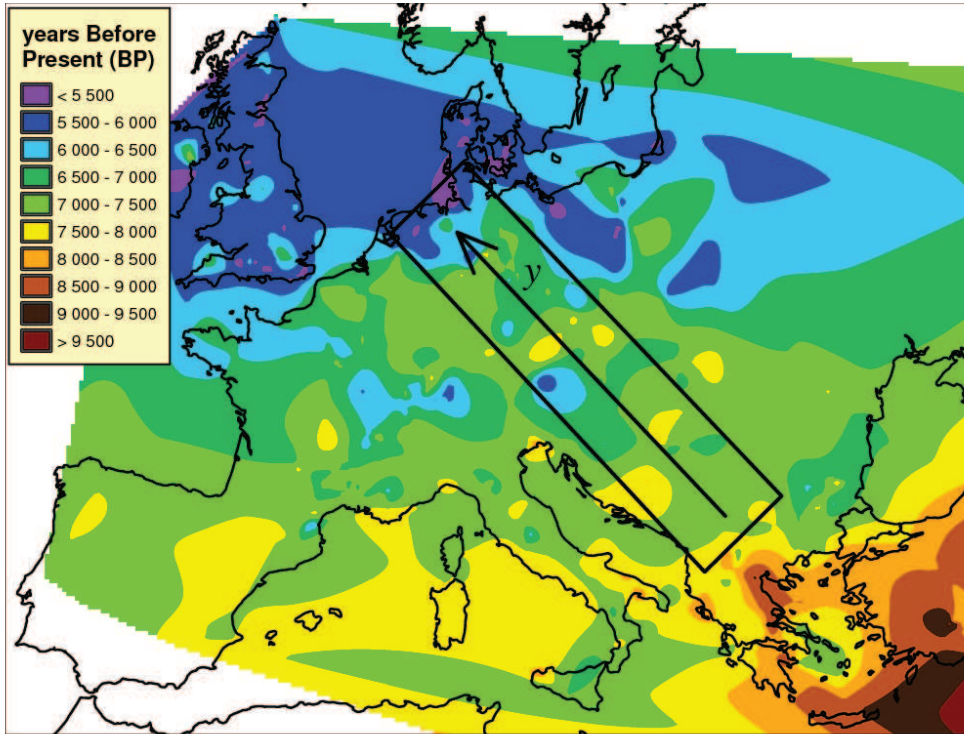 years Before
Present (BP)
< 5 500
5 500 - 6 000
6 000 - 6 500
6 500 - 7 000
7 000 - 7 500
7 500 - 8 000
8 000 - 8 500
8 500 - 9 000
9 000 - 9 500
> 9 500
y